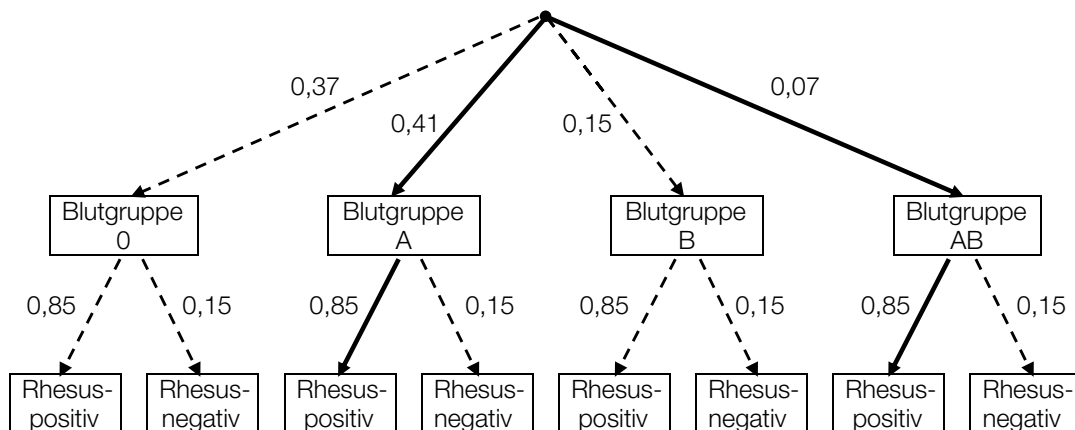 0,37
0,41
0,15
0,07
Blutgruppe
0
Blutgruppe
A
Blutgruppe
B
Blutgruppe
AB
0,85
0,15
0,85
0,15
0,85
0,15
0,85
0,15
Rhesus-
positiv
Rhesus-
negativ
Rhesus-
positiv
Rhesus-
negativ
Rhesus-
positiv
Rhesus-
negativ
Rhesus-
positiv
Rhesus-
negativ